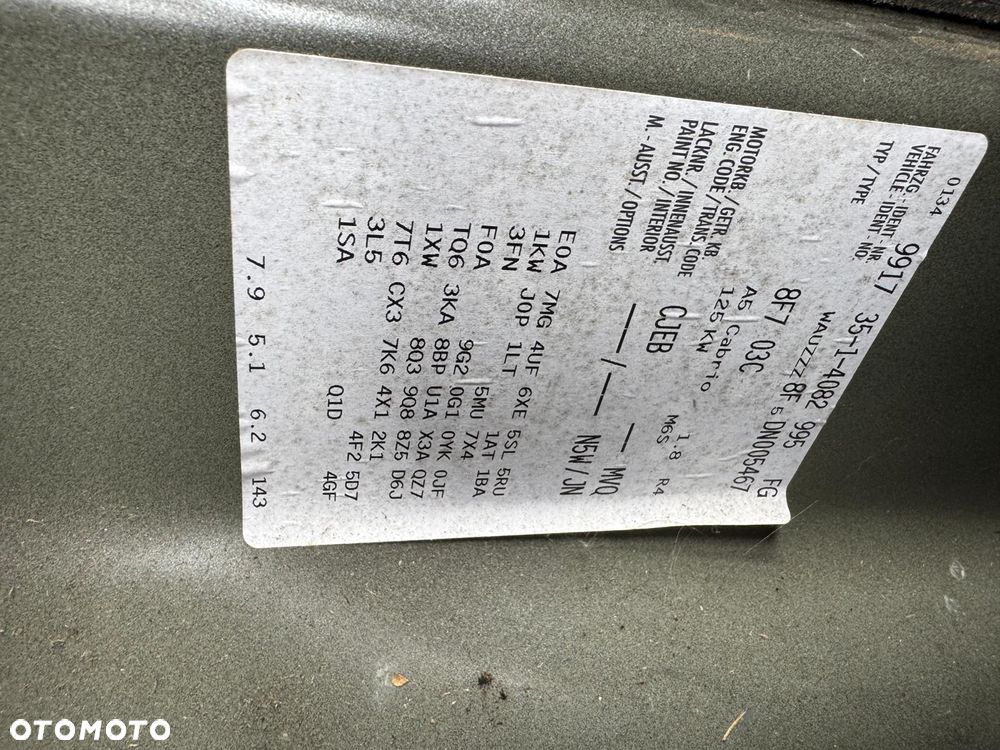 0134 9917 35-1-4082 995 FG
FAHRZG.-IDENT.-NR.
VEHICLE-IDENT-NO. WAUZZZ8F5DN005467
TYP/TYPE 8F7 03C
A5 Cabrio 1.8 R4
125 KW M6S
MOTORKB./GETR.KB.
ENG.CODE/TRANS.CODE CJEB MVQ
LACKNR./INNENAUSST.
PAINT NO./INTERIOR —/— — N5W/JN
M.-AUSST./OPTIONS
E0A 7MG 4UF 6XE 5SL 5RU
1KW J0P 1LT 1AT 1BA
3FN 5MU 7X4
F0A 9G2 0G1 0YK 0JF
TQ6 3KA 8BP U1A X3A QZ7
1XW 8Q3 9Q8 8Z5 D6J
7T6 CX3 7K6 4X1 2K1
3L5 4F2 5D7
1SA Q1D 4GF
7.9 5.1 6.2 143
OTOMOTO